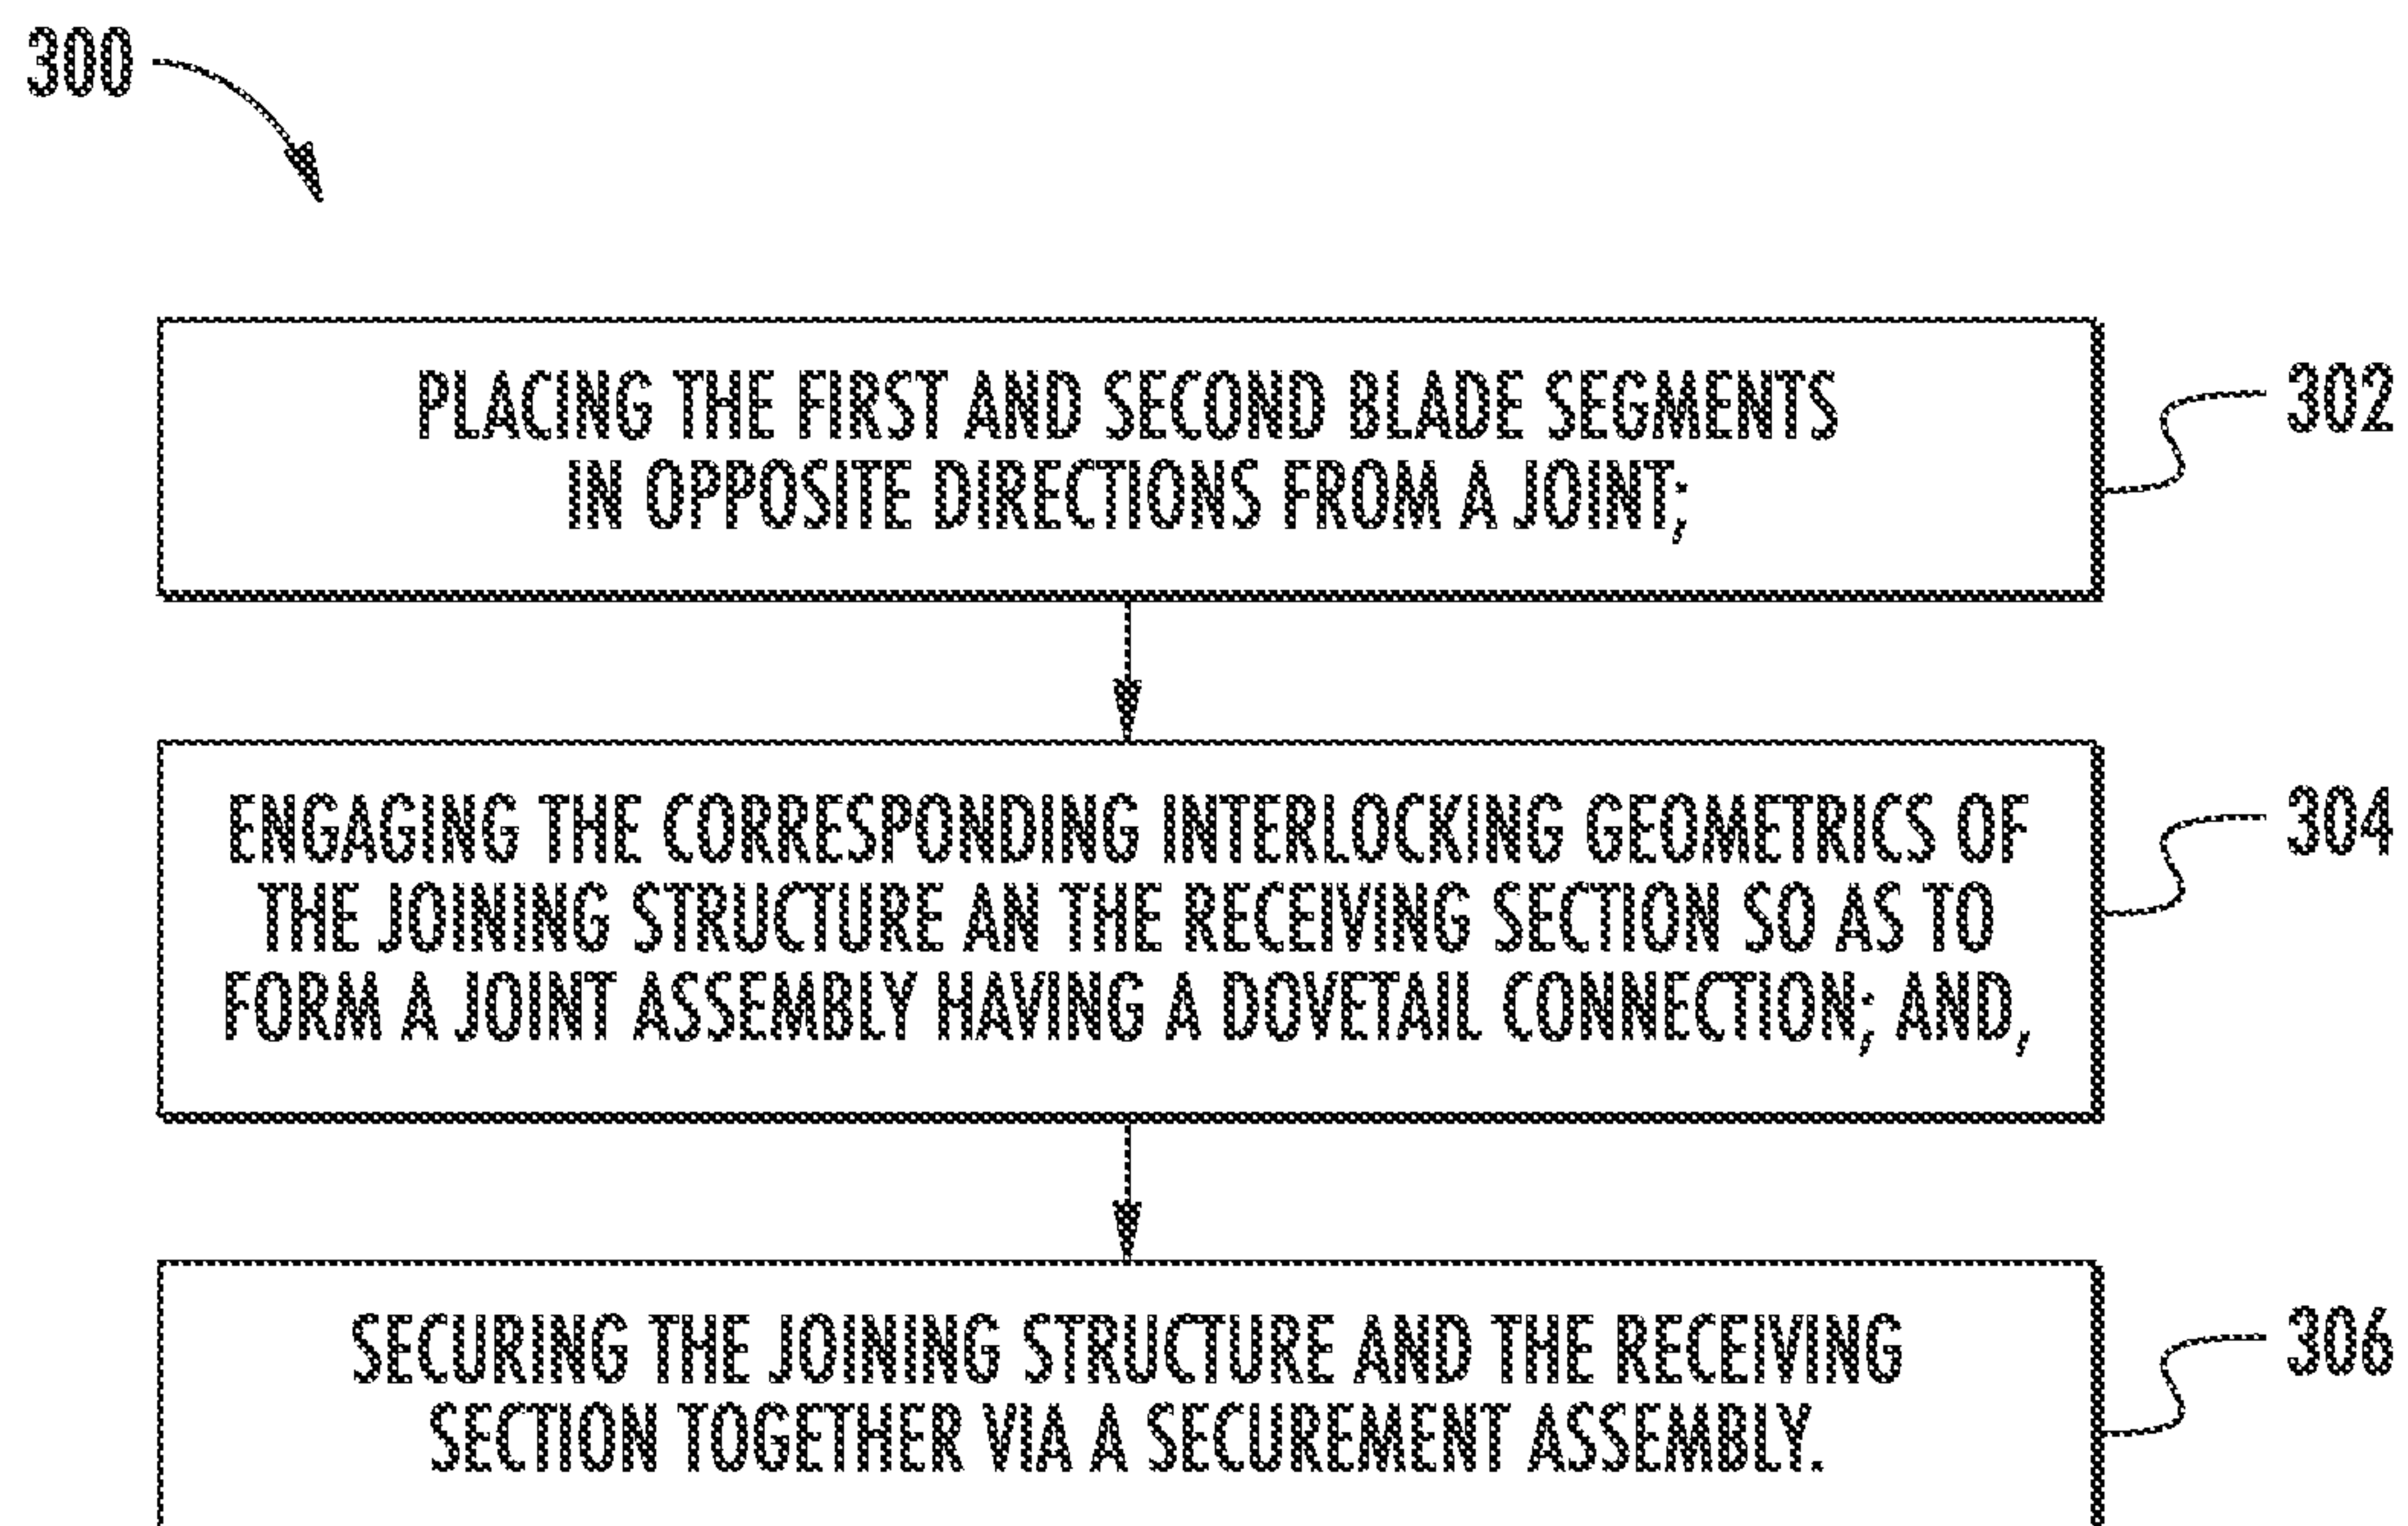 300
PLACING THE FIRST AND SECOND BLADE SEGMENTS
IN OPPOSITE DIRECTIONS FROM A JOINT;
302
ENGAGING THE CORRESPONDING INTERLOCKING GEOMETRICS OF
THE JOINING STRUCTURE AN THE RECEIVING SECTION SO AS TO
FORM A JOINT ASSEMBLY HAVING A DOVETAIL CONNECTION; AND,
304
SECURING THE JOINING STRUCTURE AND THE RECEIVING
SECTION TOGETHER VIA A SECUREMENT ASSEMBLY.
306